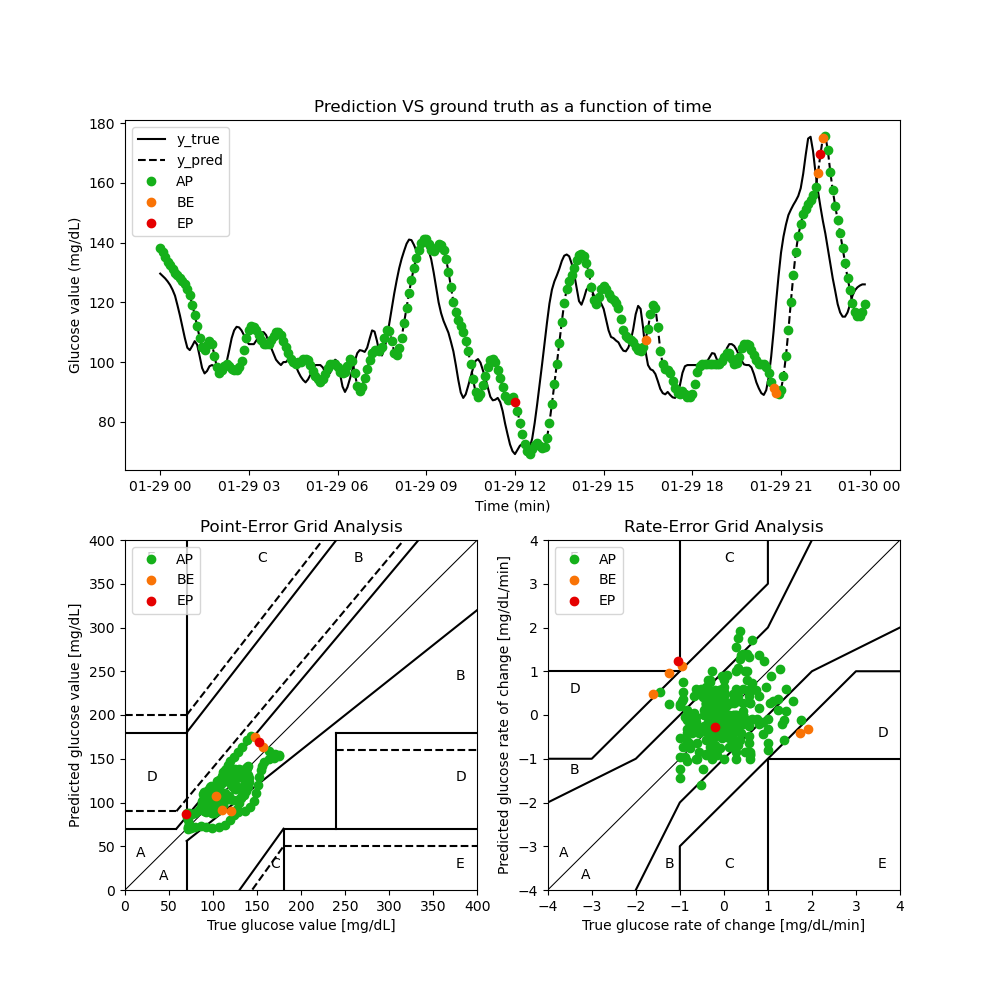 Prediction VS ground truth as a function of time
Glucose value (mg/dL)
180
160
140
120
100
80
y_true
y_pred
AP
BE
EP
01-29 00 01-29 03 01-29 06 01-29 09 01-29 12 01-29 15 01-29 18 01-29 21 01-30 00
Time (min)
Point-Error Grid Analysis
Predicted glucose value [mg/dL]
400
350
300
250
200
150
100
50
0
AP
BE
EP
C
B
B
D
D
A
A
C
E
0 50 100 150 200 250 300 350 400
True glucose value [mg/dL]
Rate-Error Grid Analysis
Predicted glucose rate of change [mg/dL/min]
4
3
2
1
0
−1
−2
−3
−4
AP
BE
EP
C
D
D
B
A
A
B
C
E
−4 −3 −2 −1 0 1 2 3 4
True glucose rate of change [mg/dL/min]